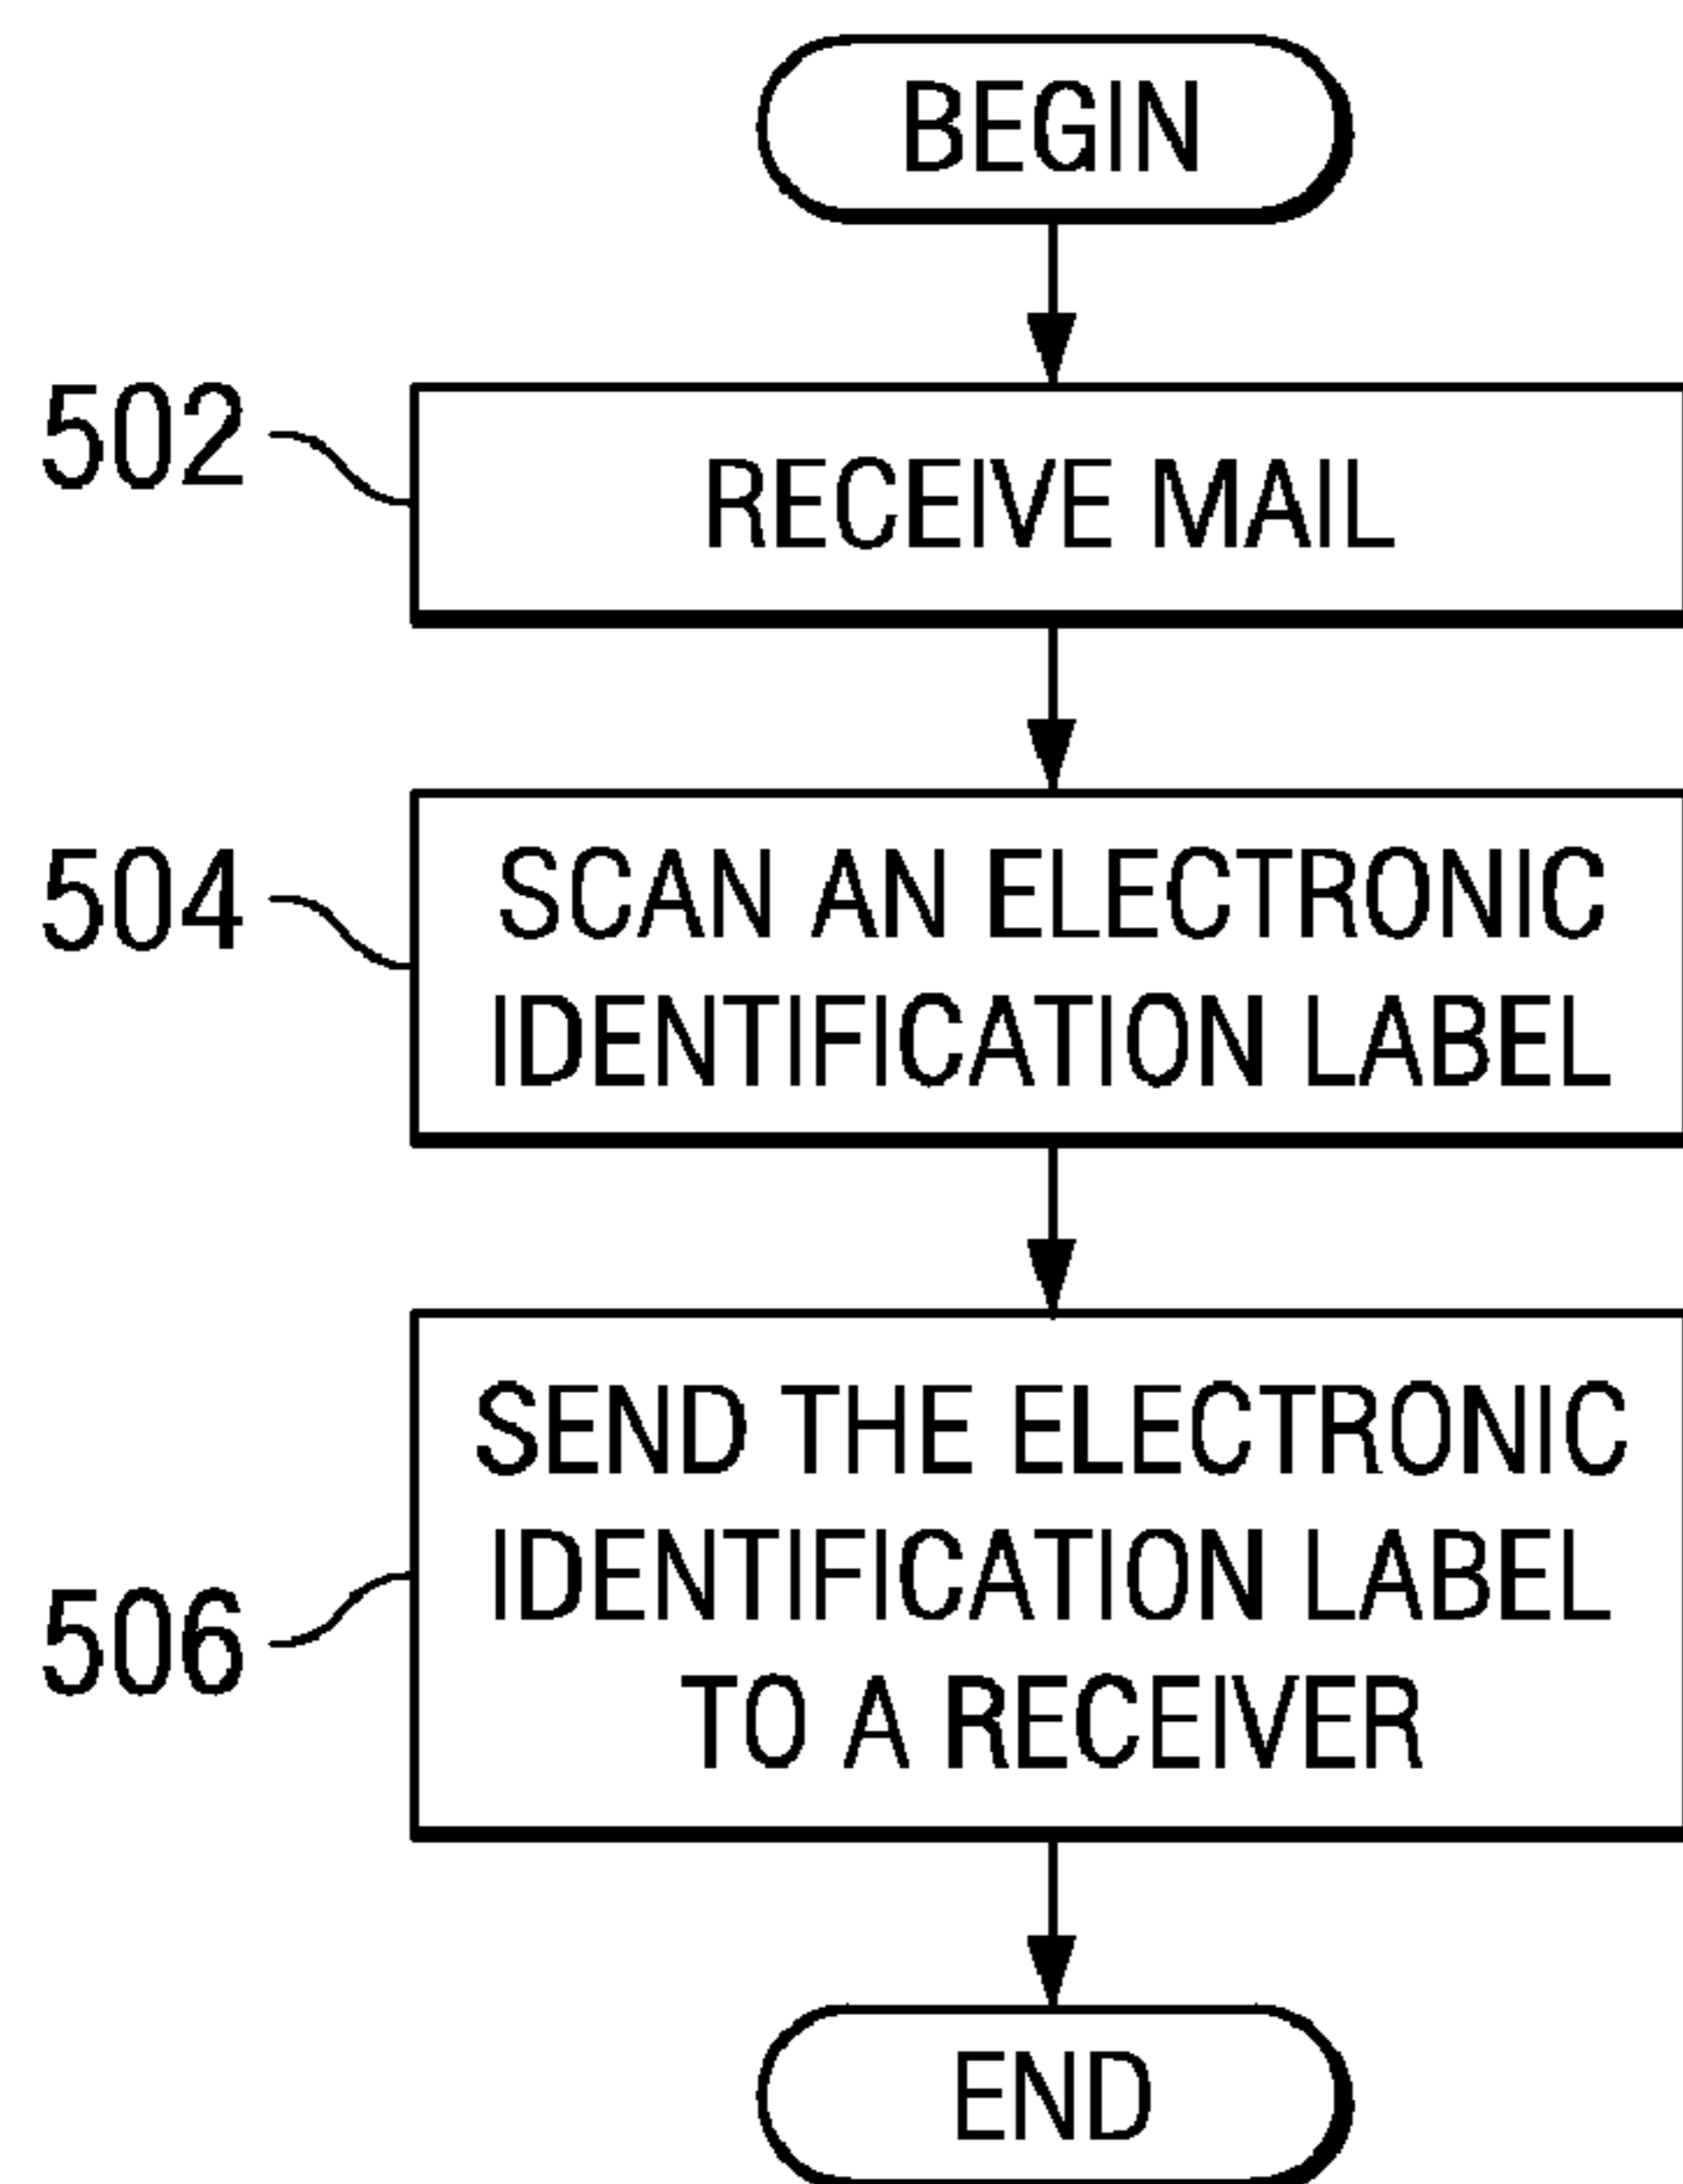 BEGIN
502
RECEIVE MAIL
504
SCAN AN ELECTRONIC
IDENTIFICATION LABEL
506
SEND THE ELECTRONIC
IDENTIFICATION LABEL
TO A RECEIVER
END